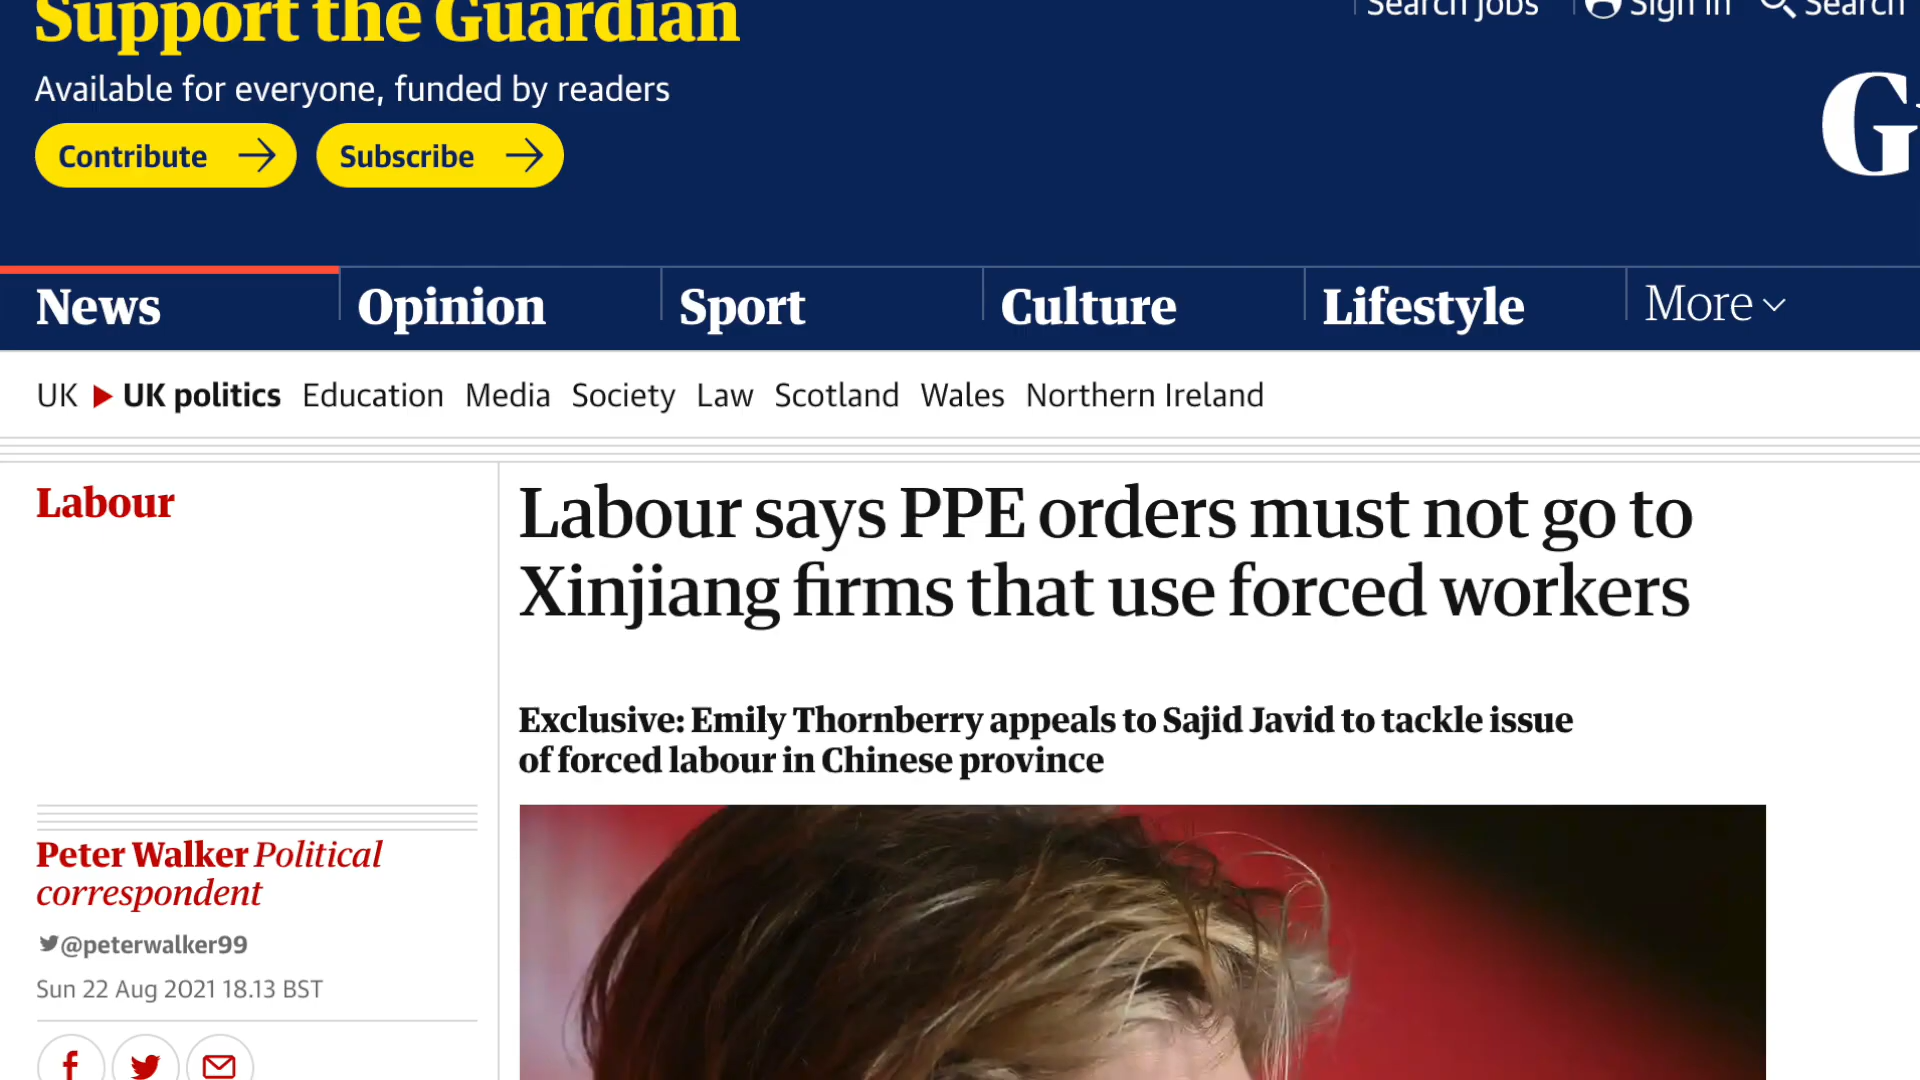 Support the Guardian
Available for everyone, funded by readers
Contribute
Subscribe
Search jobs
Sign in
Search
G
News
Opinion
Sport
Culture
Lifestyle
More
UK
UK politics
Education
Media
Society
Law
Scotland
Wales
Northern Ireland
Labour
Labour says PPE orders must not go to
Xinjiang firms that use forced workers
Exclusive: Emily Thornberry appeals to Sajid Javid to tackle issue
of forced labour in Chinese province
Peter Walker Political
correspondent
@peterwalker99
Sun 22 Aug 2021 18.13 BST